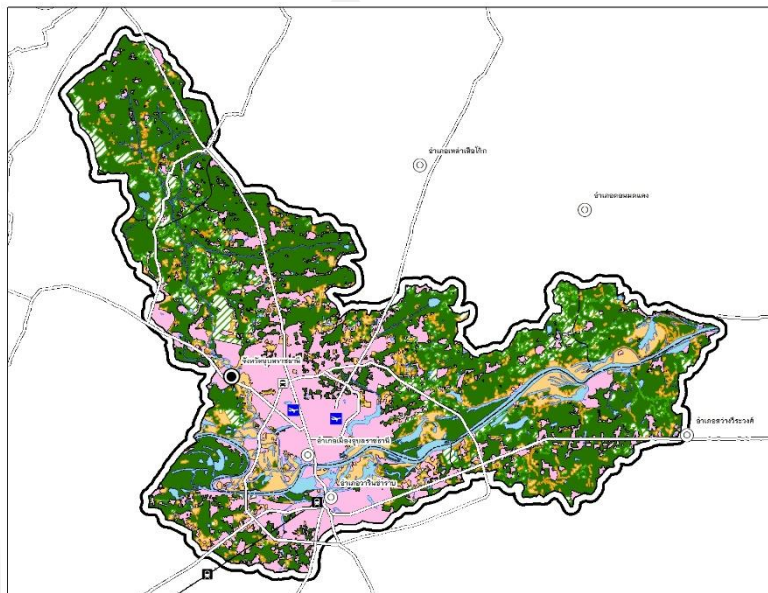 อำเภอเหล่าเสือโก้ก
อำเภอดอนมดแดง
จังหวัดอุบลราชธานี
อำเภอสว่างวีระวงศ์
อำเภอเมืองอุบลราชธานี
อำเภอวารินชำราบ